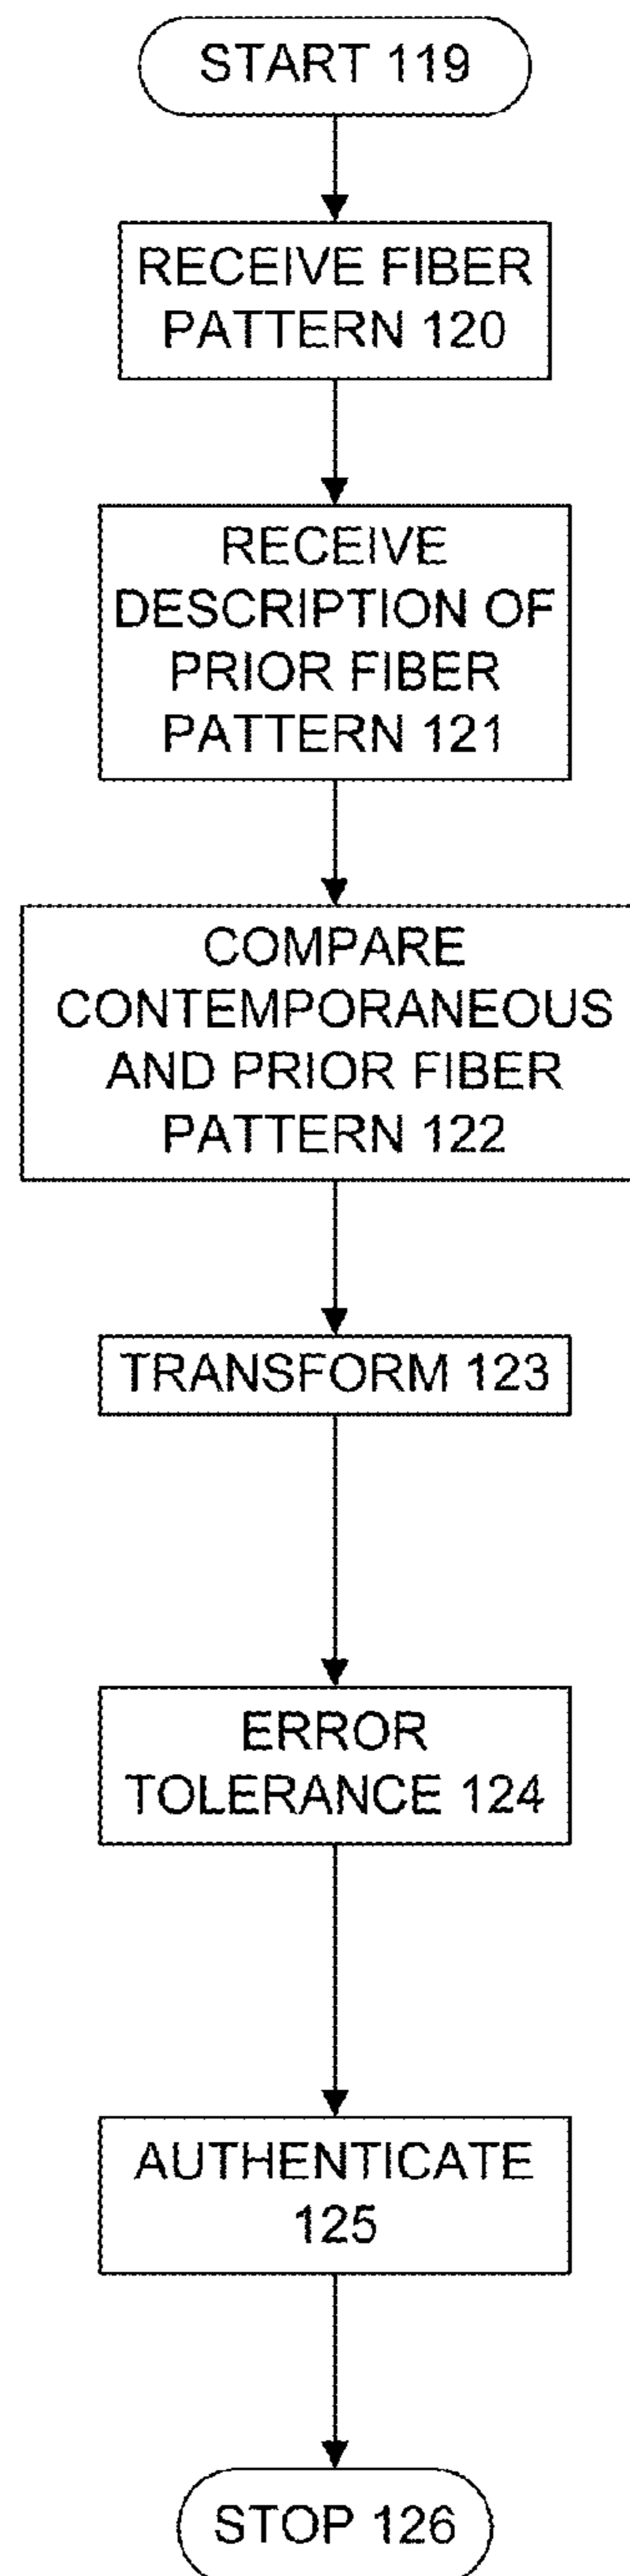 START 119
RECEIVE FIBER
PATTERN 120
RECEIVE
DESCRIPTION OF
PRIOR FIBER
PATTERN 121
COMPARE
CONTEMPORANEOUS
AND PRIOR FIBER
PATTERN 122
TRANSFORM 123
ERROR
TOLERANCE 124
AUTHENTICATE
125
STOP 126